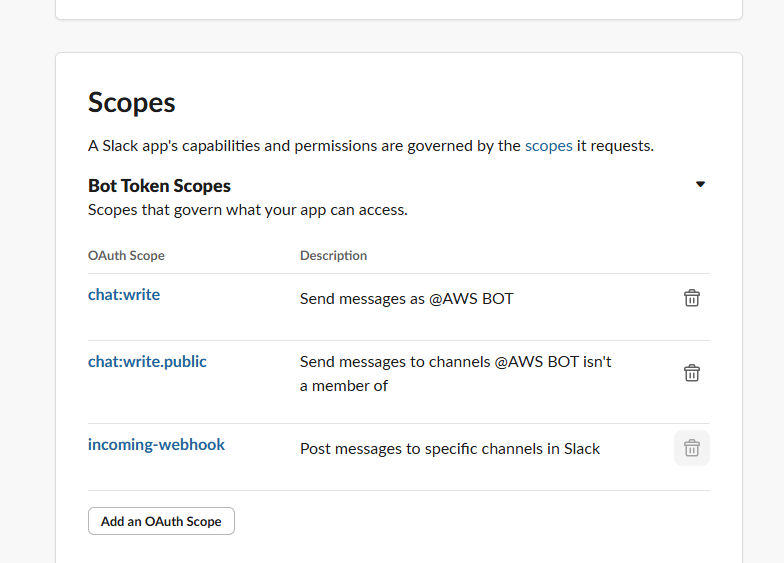 Scopes
A Slack app's capabilities and permissions are governed by the scopes it requests.
Bot Token Scopes
Scopes that govern what your app can access.
OAuth Scope Description
chat:write Send messages as @AWS BOT
chat:write.public Send messages to channels @AWS BOT isn't
a member of
incoming-webhook Post messages to specific channels in Slack
Add an OAuth Scope